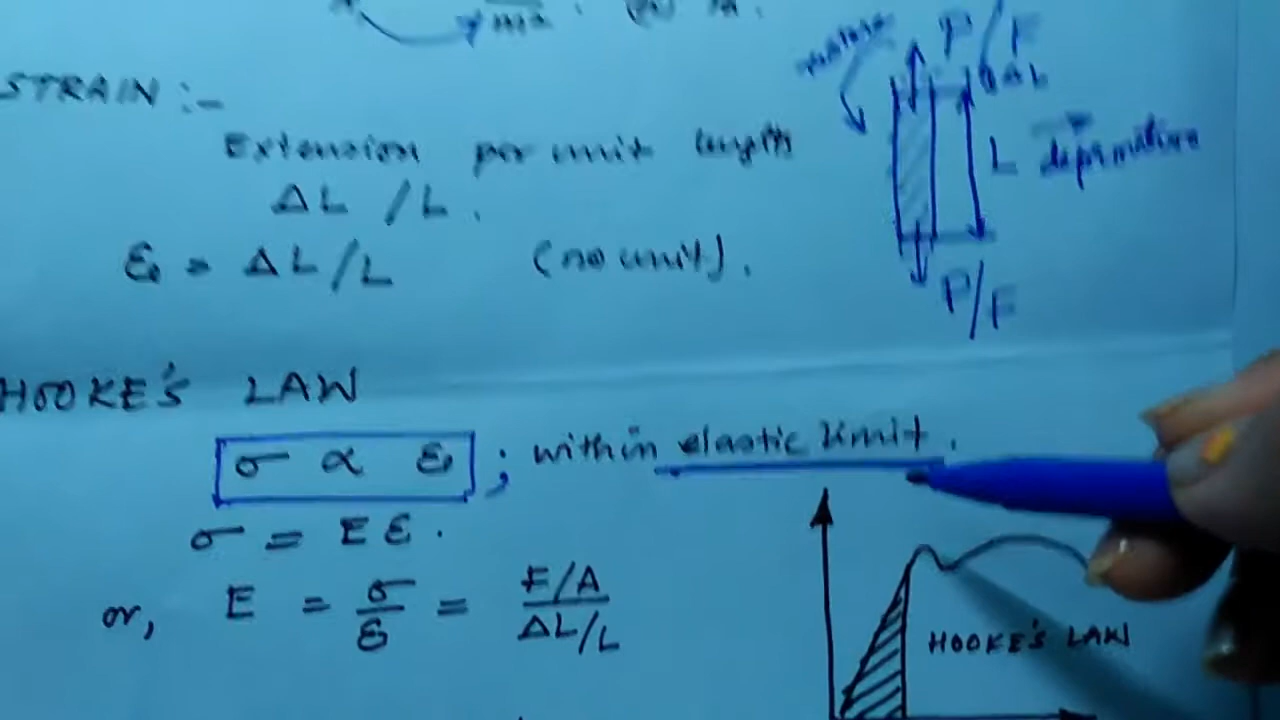 STRAIN :-
Extension per unit length
ΔL /L.
ε = ΔL/L (no unit).
P/F
ΔL
L
P/F
HOOKE'S LAW
σ ∝ ε ; within elastic limit.
σ = Eε.
or, E = σ/ε = F/A / ΔL/L
HOOKE'S LAW